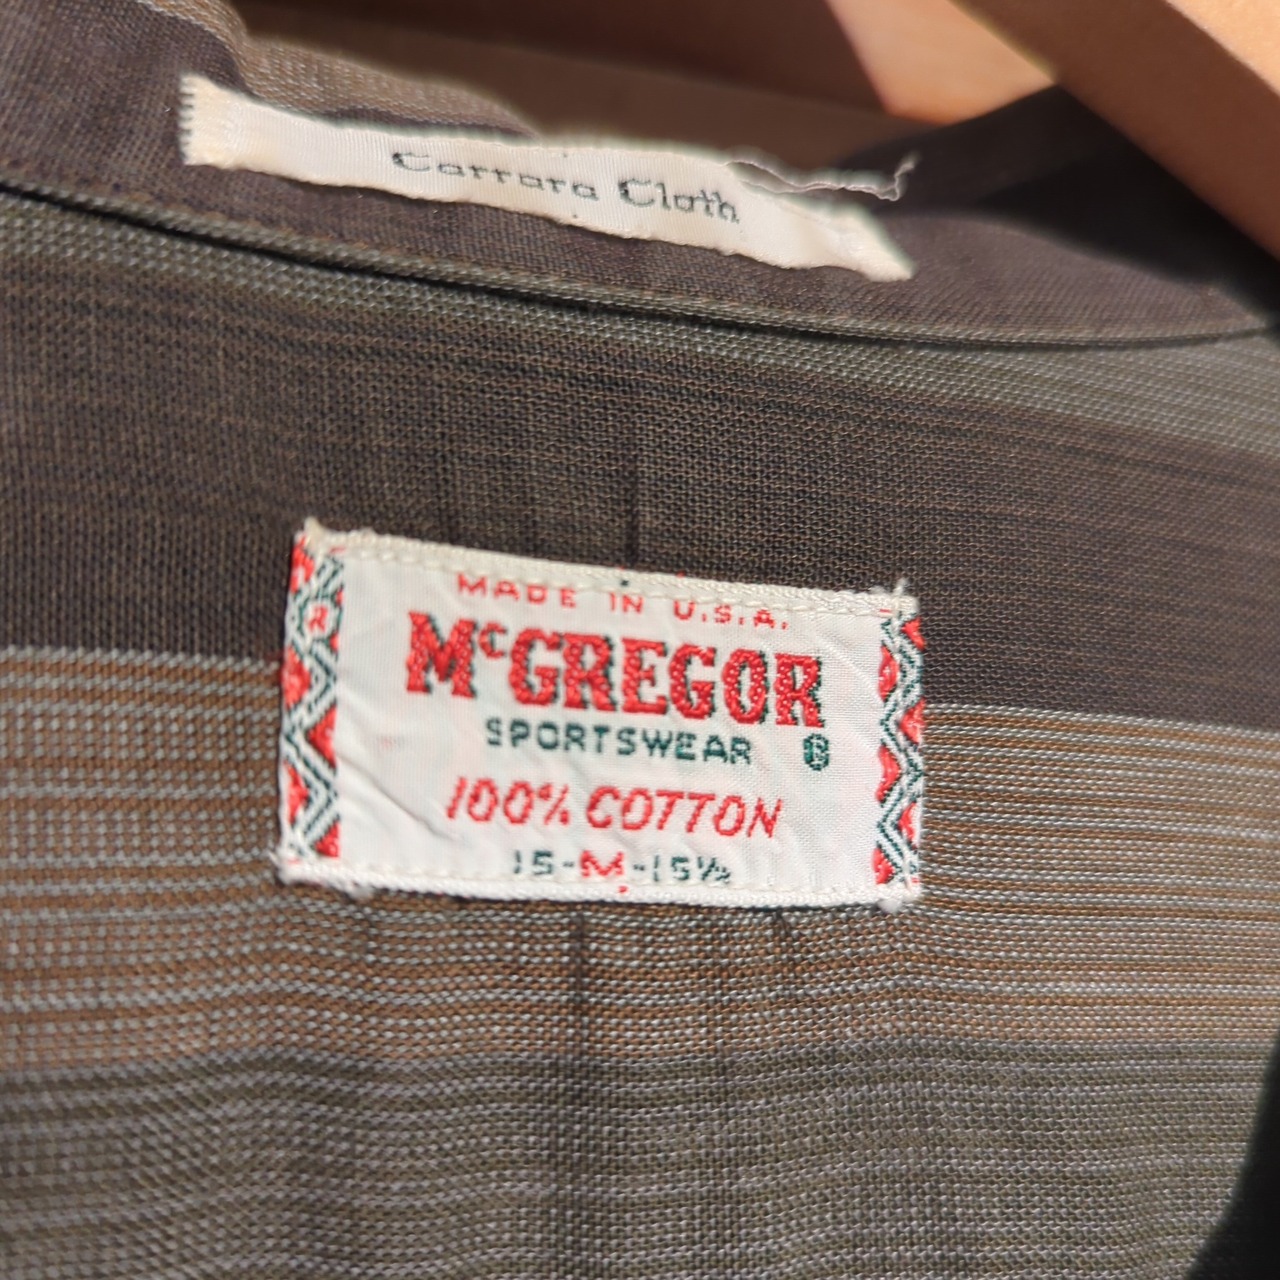 Carrara Cloth
MADE IN U.S.A.
McGREGOR
SPORTSWEAR ®
100% COTTON
15-M-15½